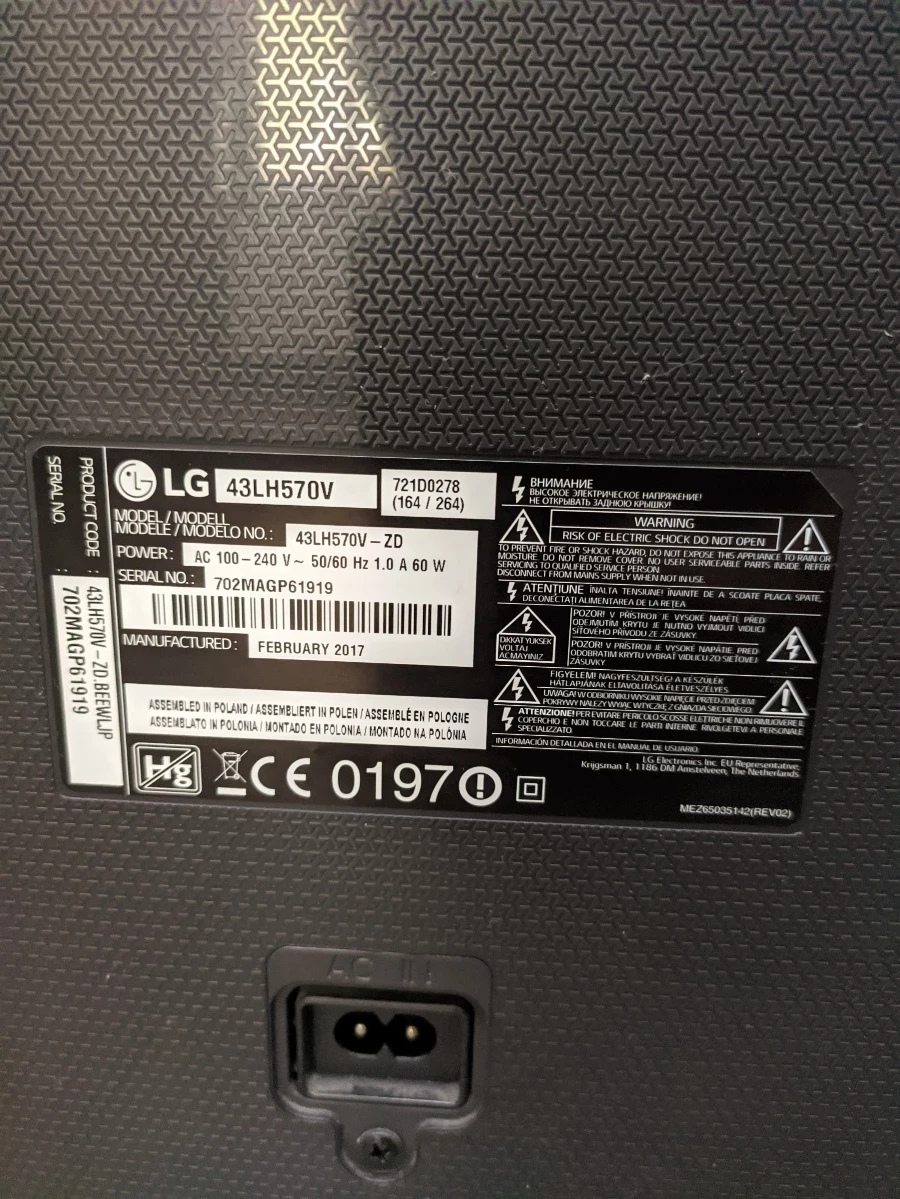 LG 43LH570V
721D0278
(164 / 264)
MODEL / MODELL
MODÈLE / MODELO NO.: 43LH570V-ZD
POWER: AC 100-240 V~ 50/60 Hz 1.0 A 60 W
SERIAL NO.: 702MAGP61919
MANUFACTURED: FEBRUARY 2017
ASSEMBLED IN POLAND / ASSEMBLIERT IN POLEN / ASSEMBLÉ EN POLOGNE
ASSEMBLATO IN POLONIA / MONTADO EN POLONIA / MONTADO NA POLÔNIA
Hg CE 0197
PRODUCT CODE : 43LH570V-ZD.BEEWLJP
SERIAL NO. : 702MAGP61919
ВНИМАНИЕ
ВЫСОКОЕ ЭЛЕКТРИЧЕСКОЕ НАПРЯЖЕНИЕ!
НЕ ОТКРЫВАТЬ ЗАДНЮЮ КРЫШКУ!
WARNING
RISK OF ELECTRIC SHOCK DO NOT OPEN
TO PREVENT FIRE OR SHOCK HAZARD, DO NOT EXPOSE THIS APPLIANCE TO RAIN OR
MOISTURE. DO NOT REMOVE COVER. NO USER SERVICEABLE PARTS INSIDE. REFER
SERVICING TO QUALIFIED SERVICE PERSON.
DISCONNECT FROM MAINS SUPPLY WHEN NOT IN USE.
ATENȚIUNE ÎNALTA TENSIUNE! ÎNAINTE DE A SCOATE PLACA SPATE,
DECONECTAȚI ALIMENTAREA DE LA REȚEA
DİKKAT YÜKSEK
VOLTAJ
AÇMAYINIZ
POZOR! V PŘÍSTROJI JE VYSOKÉ NAPĚTÍ, PŘED
ODEJMUTÍM KRYTU JE NUTNO VYJMOUT VIDLICI
SÍŤOVÉHO PŘÍVODU ZE ZÁSUVKY.
POZOR! V PRÍSTROJI JE VYSOKÉ NAPÄTIE, PRED
ODOBRATÍM KRYTU VYBRAŤ VIDLICU ZO SIEŤOVEJ
ZÁSUVKY
FIGYELEM! NAGYFESZÜLTSÉG! A KÉSZÜLÉK
HÁTLAPJÁNAK ELTÁVOLÍTÁSA ÉLETVESZÉLYES.
UWAGA! W ODBIORNIKU WYSOKIE NAPIĘCIE PRZED ZDJĘCIEM
POKRYWY NALEŻY WYJĄĆ WTYCZKĘ Z GNIAZDA SIECIOWEGO.
ATTENZIONE! PER EVITARE PERICOLO SCOSSE ELETTRICHE NON RIMUOVERE IL
COPERCHIO E NON TOCCARE LE PARTI INTERNE. RIVOLGETEVI A PERSONALE
SPECIALIZZATO.
INFORMACIÓN DETALLADA EN EL MANUAL DE USUARIO.
LG Electronics Inc. EU Representative,
Krijgsman 1, 1186 DM Amstelveen, The Netherlands
MEZ65035142(REV02)
AC IN